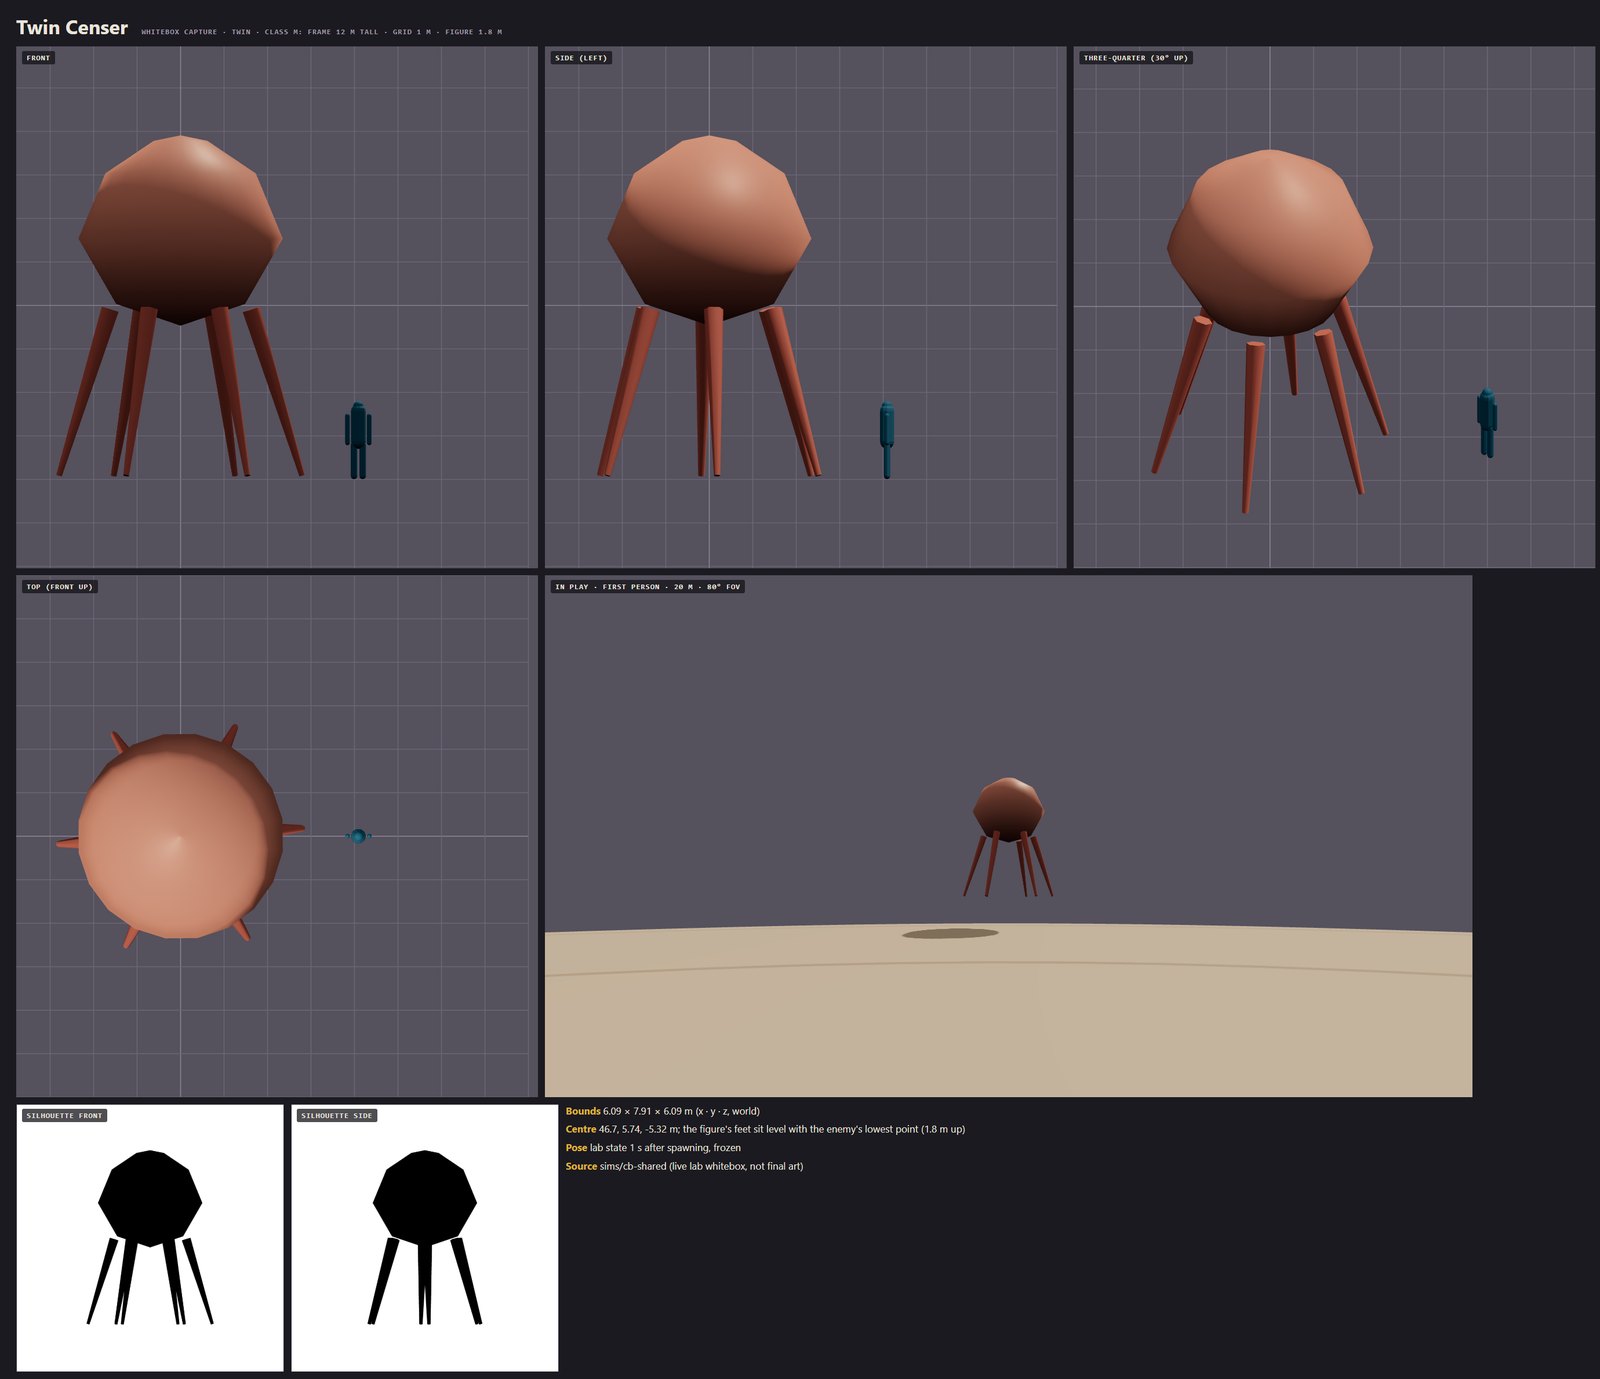 Twin Censer WHITEBOX CAPTURE · TWIN · CLASS M: FRAME 12 M TALL · GRID 1 M · FIGURE 1.8 M
FRONT
SIDE (LEFT)
THREE-QUARTER (30° UP)
TOP (FRONT UP)
IN PLAY · FIRST PERSON · 20 M · 80° FOV
SILHOUETTE FRONT
SILHOUETTE SIDE
Bounds 6.09 × 7.91 × 6.09 m (x · y · z, world)
Centre 46.7, 5.74, -5.32 m; the figure's feet sit level with the enemy's lowest point (1.8 m up)
Pose lab state 1 s after spawning, frozen
Source sims/cb-shared (live lab whitebox, not final art)